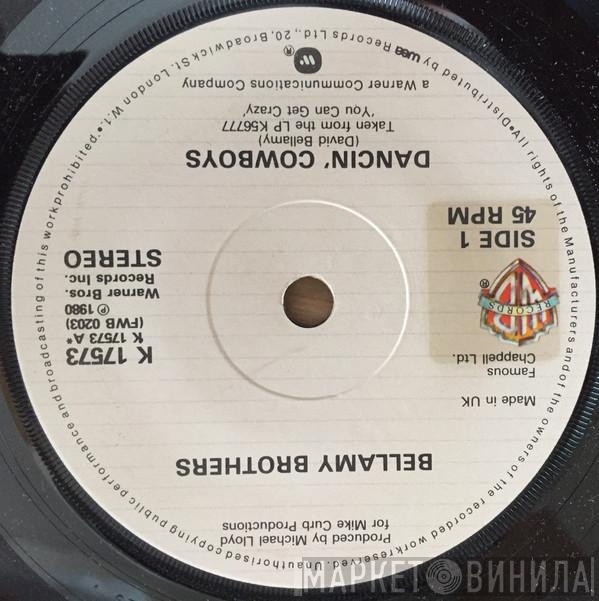 Produced by Michael Lloyd
for Mike Curb Productions
BELLAMY BROTHERS
Made in UK
Famous
Chappell Ltd.
WB
RECORDS
®
SIDE 1
45 RPM
K 17573
K 17573 A*
(FWB 0203)
℗ 1980
Warner Bros.
Records Inc.
STEREO
DANCIN' COWBOYS
(David Bellamy)
Taken from the LP K56777
'You Can Get Crazy'
®
a Warner Communications Company
•Distributed by wea Records Ltd., 20, Broadwick St. London W.1.•
All rights of the Manufacturer and of the owners of the recorded work reserved. Unauthorised copying public performance and broadcasting of this work prohibited.
МАРКЕТ ВИНИЛА